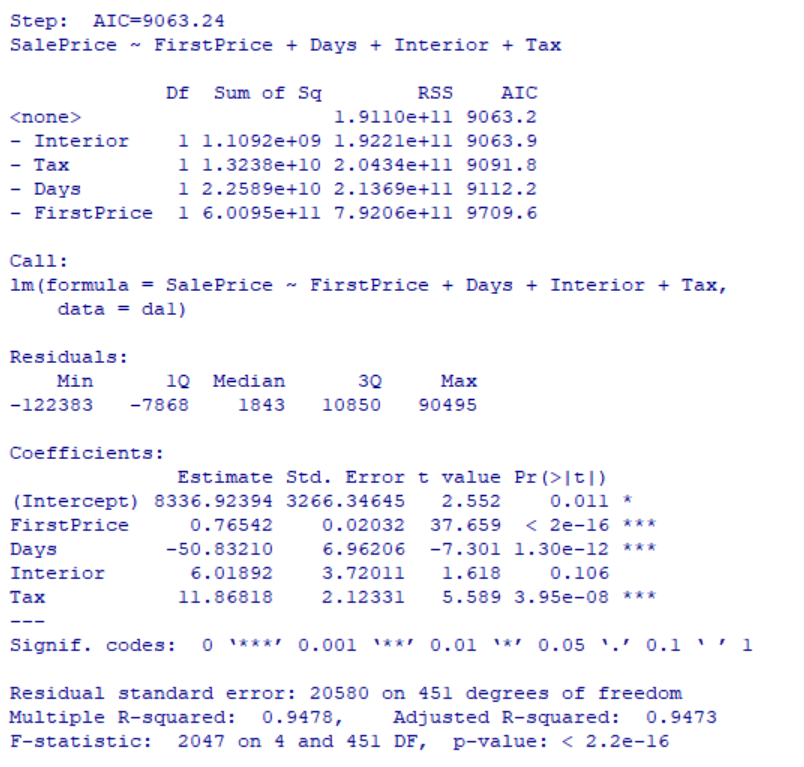 Step:  AIC=9063.24
SalePrice ~ FirstPrice + Days + Interior + Tax
             Df  Sum of Sq        RSS    AIC
<none>                     1.9110e+11 9063.2
- Interior    1 1.1092e+09 1.9221e+11 9063.9
- Tax         1 1.3238e+10 2.0434e+11 9091.8
- Days        1 2.2589e+10 2.1369e+11 9112.2
- FirstPrice  1 6.0095e+11 7.9206e+11 9709.6
Call:
lm(formula = SalePrice ~ FirstPrice + Days + Interior + Tax,
    data = dal)
Residuals:
    Min      1Q  Median      3Q     Max
-122383   -7868    1843   10850   90495
Coefficients:
              Estimate Std. Error t value Pr(>|t|)
(Intercept) 8336.92394 3266.34645   2.552    0.011 *
FirstPrice     0.76542    0.02032  37.659  < 2e-16 ***
Days         -50.83210    6.96206  -7.301 1.30e-12 ***
Interior       6.01892    3.72011   1.618    0.106
Tax           11.86818    2.12331   5.589 3.95e-08 ***
---
Signif. codes:  0 ‘***’ 0.001 ‘**’ 0.01 ‘*’ 0.05 ‘.’ 0.1 ‘ ’ 1
Residual standard error: 20580 on 451 degrees of freedom
Multiple R-squared:  0.9478,    Adjusted R-squared:  0.9473
F-statistic:  2047 on 4 and 451 DF,  p-value: < 2.2e-16